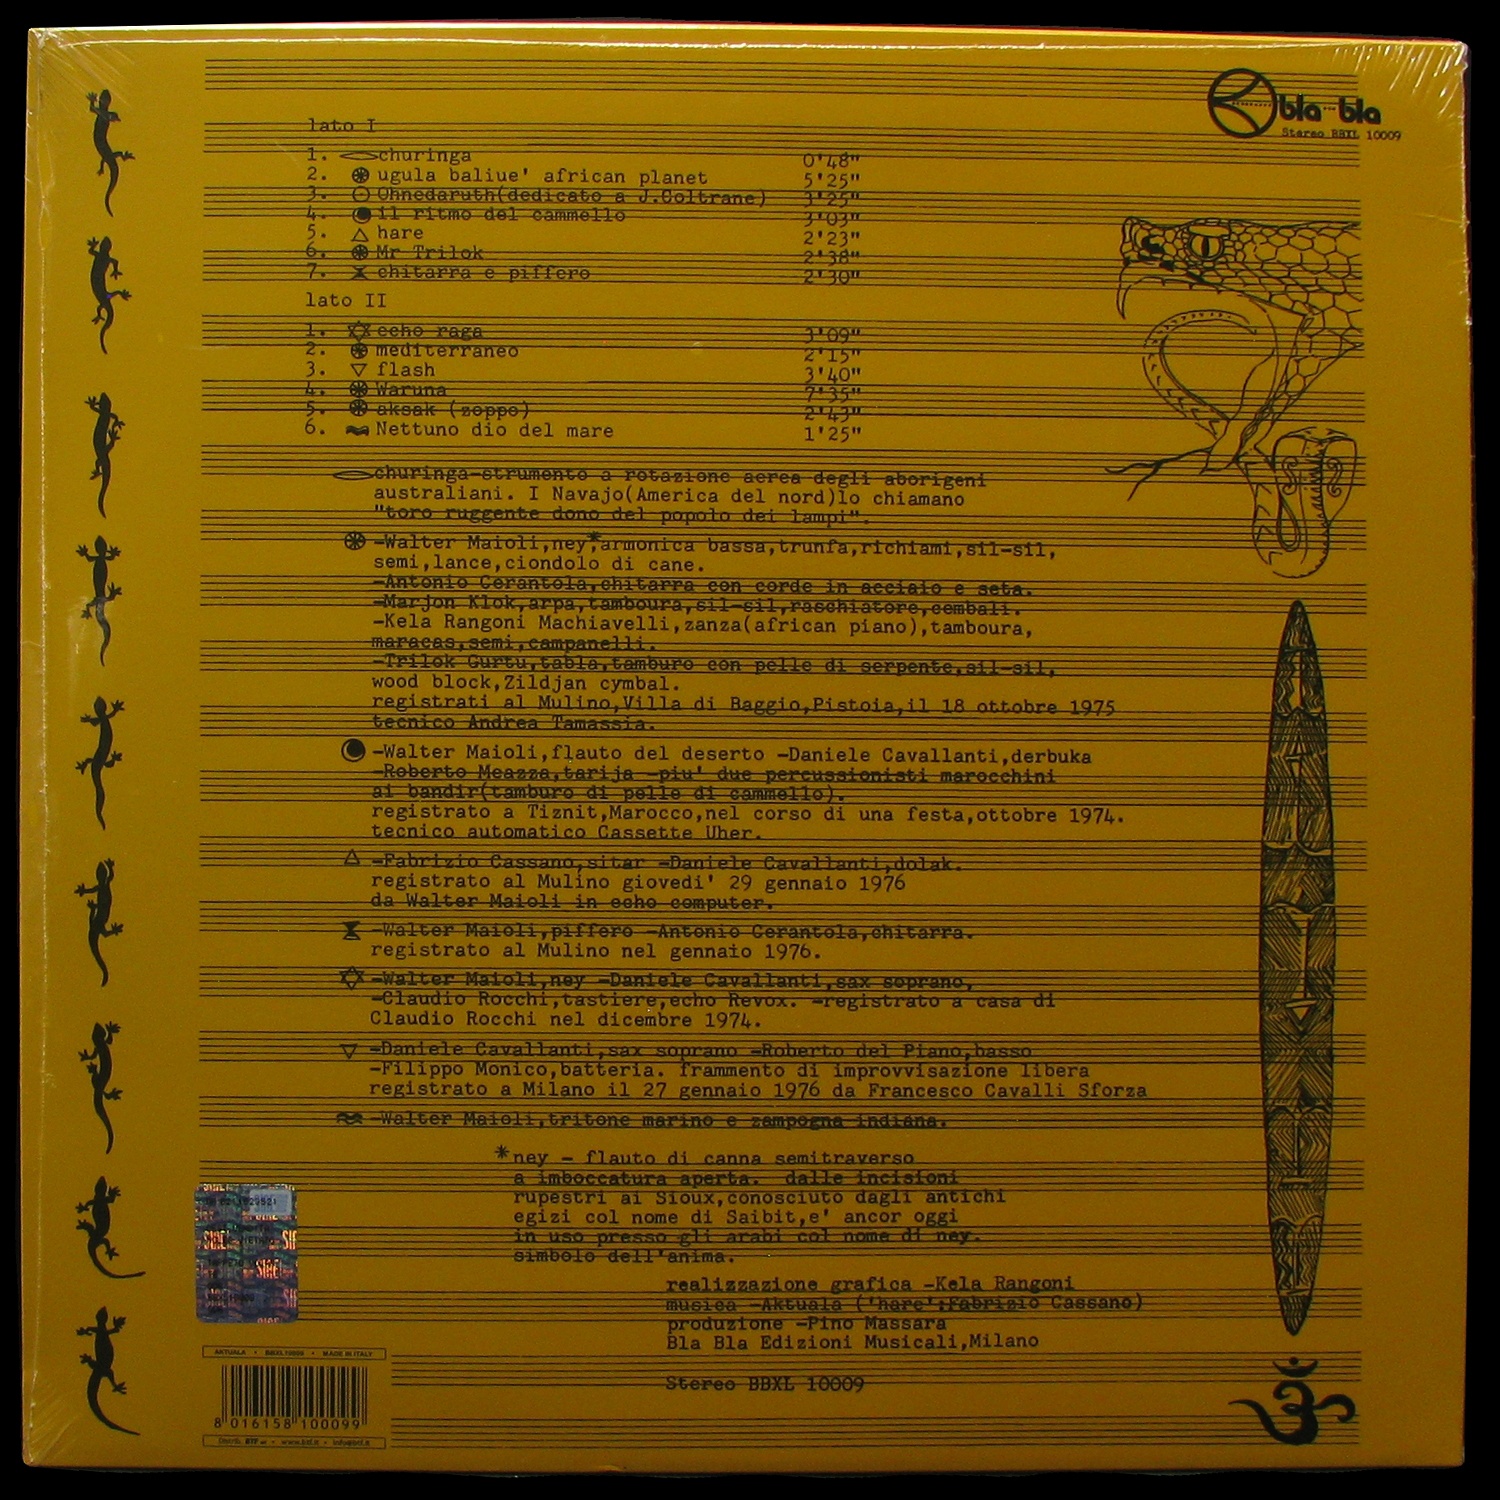 bla-bla
Stereo BBXL 10009
lato I
1. churinga 0'48"
2. ugula baliue' african planet 5'25"
3. Ohnedaruth(dedicato a J.Coltrane) 3'25"
4. il ritmo del cammello 3'03"
5. hare 2'23"
6. Mr Trilok 2'38"
7. chitarra e piffero 2'30"
lato II
1. echo raga 3'09"
2. mediterraneo 2'15"
3. flash 3'40"
4. Waruna 7'35"
5. aksak (zoppo) 2'43"
6. Nettuno dio del mare 1'25"
churinga-strumento a rotazione aerea degli aborigeni
australiani. I Navajo(America del nord)lo chiamano
"toro ruggente dono del popolo dei lampi".
-Walter Maioli,ney*,armonica bassa,trunfa,richiami,sil-sil,
semi,lance,ciondolo di cane.
-Antonio Cerantola,chitarra con corde in acciaio e seta.
-Marjon Klok,arpa,tamboura,sil-sil,raschiatore,cembali.
-Kela Rangoni Machiavelli,zanza(african piano),tamboura,
maracas,semi,campanelli.
-Trilok Gurtu,tabla,tamburo con pelle di serpente,sil-sil,
wood block,Zildjan cymbal.
registrati al Mulino,Villa di Baggio,Pistoia,il 18 ottobre 1975
tecnico Andrea Tamassia.
-Walter Maioli,flauto del deserto -Daniele Cavallanti,derbuka
-Roberto Meazza,tarija -piu' due percussionisti marocchini
ai bandir(tamburo di pelle di cammello).
registrato a Tiznit,Marocco,nel corso di una festa,ottobre 1974.
tecnico automatico Cassette Uher.
-Fabrizio Cassano,sitar -Daniele Cavallanti,dolak.
registrato al Mulino giovedi' 29 gennaio 1976
da Walter Maioli in echo computer.
-Walter Maioli,piffero -Antonio Cerantola,chitarra.
registrato al Mulino nel gennaio 1976.
-Walter Maioli,ney -Daniele Cavallanti,sax soprano,
-Claudio Rocchi,tastiere,echo Revox. -registrato a casa di
Claudio Rocchi nel dicembre 1974.
-Daniele Cavallanti,sax soprano -Roberto del Piano,basso
-Filippo Monico,batteria. frammento di improvvisazione libera
registrato a Milano il 27 gennaio 1976 da Francesco Cavalli Sforza
-Walter Maioli,tritone marino e zampogna indiana.
*ney - flauto di canna semitraverso
a imboccatura aperta. dalle incisioni
rupestri ai Sioux,conosciuto dagli antichi
egizi col nome di Saibit,e' ancor oggi
in uso presso gli arabi col nome di ney.
simbolo dell'anima.
realizzazione grafica -Kela Rangoni
musica -Aktuala ('hare':Fabrizio Cassano)
produzione -Pino Massara
Bla Bla Edizioni Musicali,Milano
Stereo BBXL 10009
AKTUALA • BBXL10009 • MADE IN ITALY
8 016158 100099
Distrib. BTF srl • www.btf.it • info@btf.it
ॐ